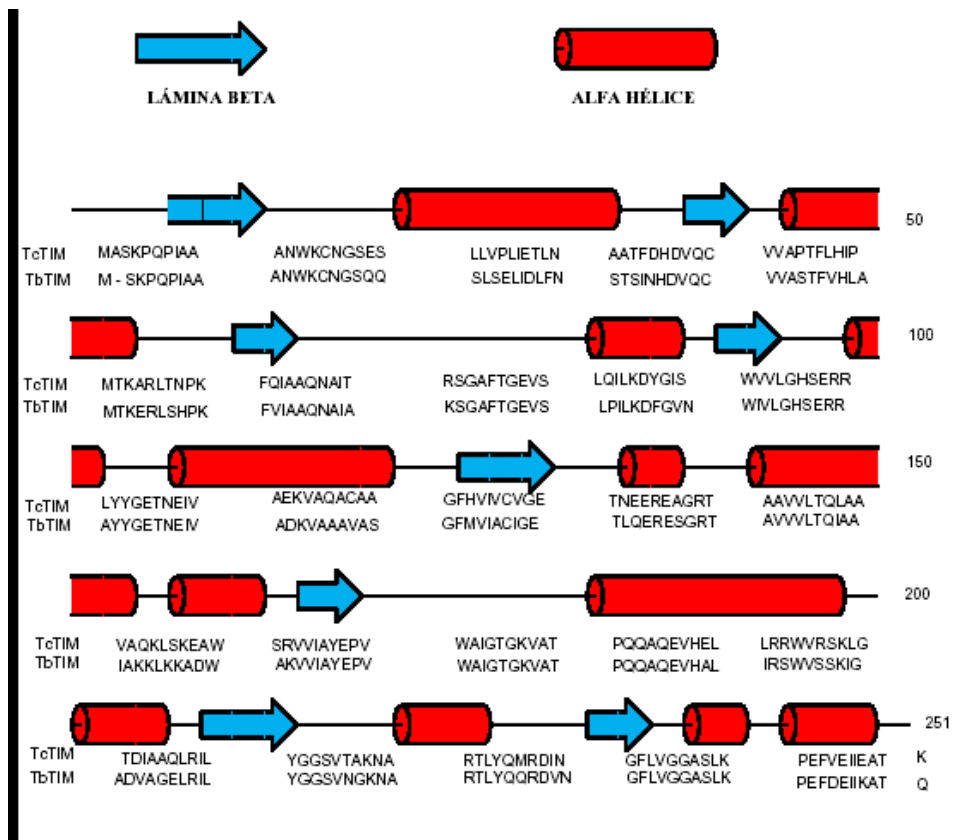 LÁMINA BETA ALFA HÉLICE
50
TcTIM MASKPQPIAA ANWKCNGSES LLVPLIETLN AATFDHDVQC VVAPTFLHIP
TbTIM M - SKPQPIAA ANWKCNGSQQ SLSELIDLFN STSINHDVQC VVASTFVHLA
100
TcTIM MTKARLTNPK FQIAAQNAIT RSGAFTGEVS LQILKDYGIS WVVLGHSERR
TbTIM MTKERLSHPK FVIAAQNAIA KSGAFTGEVS LPILKDFGVN WIVLGHSERR
150
TcTIM LYYGETNEIV AEKVAQACAA GFHVIVCVGE TNEEREAGRT AAVVLTQLAA
TbTIM AYYGETNEIV ADKVAAAVAS GFMVIACIGE TLQERESGRT AVVVLTQIAA
200
TcTIM VAQKLSKEAW SRVVIAYEPV WAIGTGKVAT PQQAQEVHEL LRRWVRSKLG
TbTIM IAKKLKKADW AKVVIAYEPV WAIGTGKVAT PQQAQEVHAL IRSWVSSKIG
251
TcTIM TDIAAQLRIL YGGSVTAKNA RTLYQMRDIN GFLVGGASLK PEFVEIIEAT K
TbTIM ADVAGELRIL YGGSVNGKNA RTLYQQRDVN GFLVGGASLK PEFDEIIKAT Q